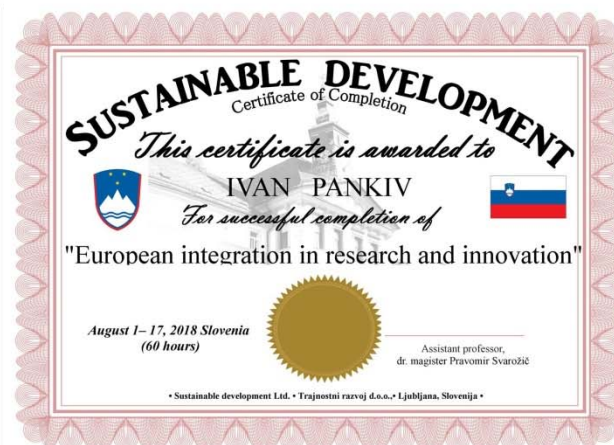 SUSTAINABLE DEVELOPMENT
Certificate of Completion
This certificate is awarded to
IVAN PANKIV
For successful completion of
"European integration in research and innovation"
August 1– 17, 2018 Slovenia
(60 hours)
Assistant professor,
dr. magister Pravomir Svarožič
• Sustainable development Ltd. • Trajnostni razvoj d.o.o.,• Ljubljana, Slovenija •